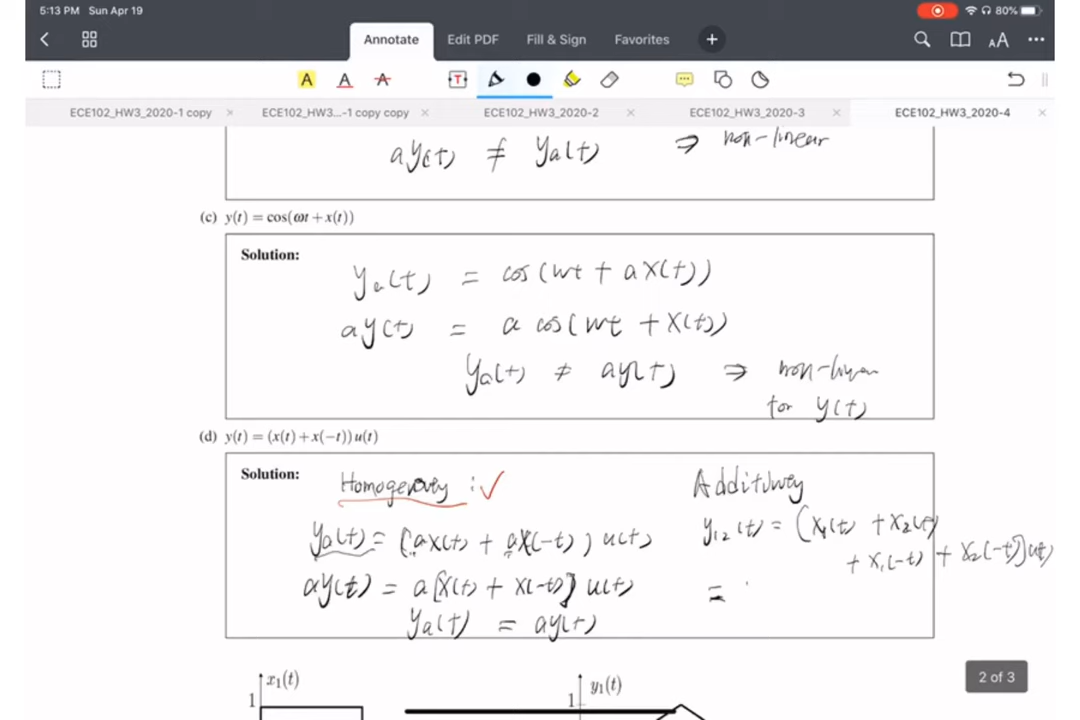 5:13 PM Sun Apr 19
80%
Annotate Edit PDF Fill & Sign Favorites
ECE102_HW3_2020-1 copy ECE102_HW3...-1 copy copy ECE102_HW3_2020-2 ECE102_HW3_2020-3 ECE102_HW3_2020-4
ay(t) ≠ ya(t) ⇒ non-linear
(c) y(t) = cos(ωt + x(t))
Solution:
ya(t) = cos(wt + ax(t))
ay(t) = a cos(wt + x(t))
ya(t) ≠ ay(t) ⇒ non-linear
for y(t)
(d) y(t) = (x(t) + x(−t))u(t)
Solution:
Homogeneity : ✓
ya(t) = (ax(t) + ax(-t)) u(t)
ay(t) = a[x(t) + x(-t)] u(t)
ya(t) = ay(t)
Additivity
y12(t) = (x1(t) + x2(t)
+ x1(-t) + x2(-t)) u(t)
=
1 x1(t)
1 y1(t)
2 of 3